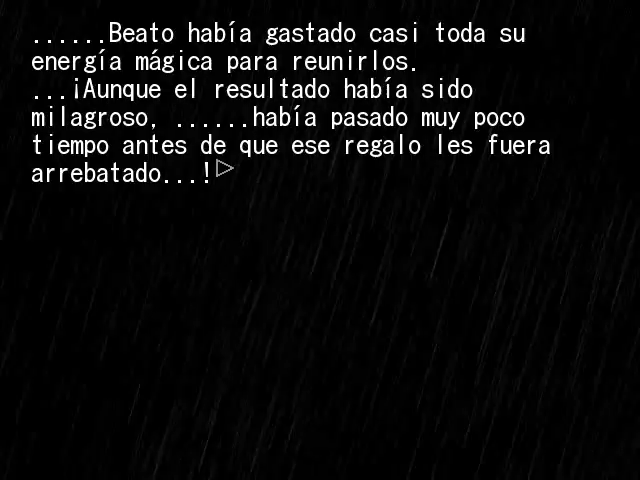 ......Beato había gastado casi toda su
energía mágica para reunirlos.
...¡Aunque el resultado había sido
milagroso, ......había pasado muy poco
tiempo antes de que ese regalo les fuera
arrebatado...!